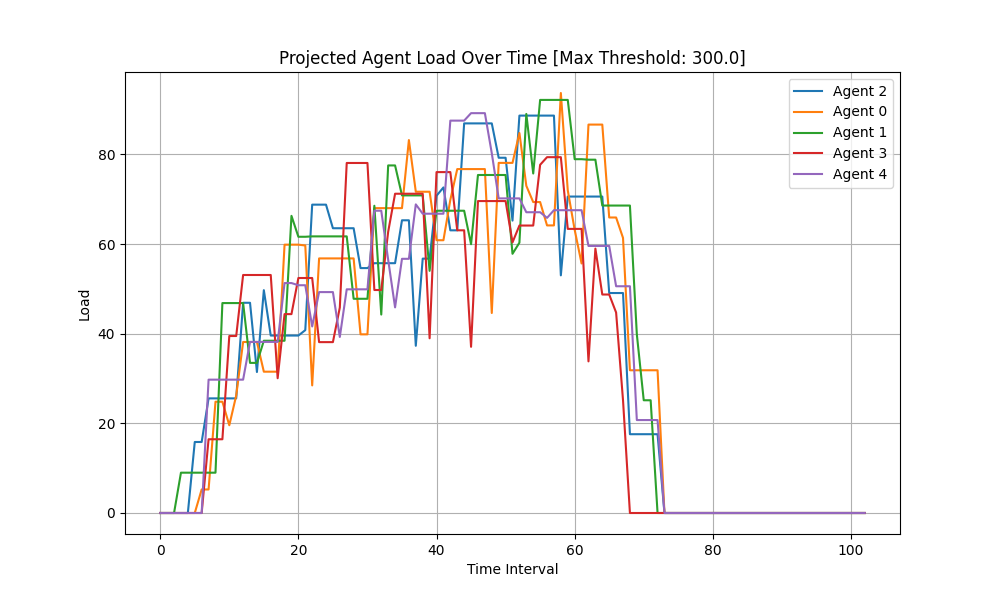 Projected Agent Load Over Time [Max Threshold: 300.0]
Agent 2
Agent 0
Agent 1
Agent 3
Agent 4
Load
80
60
40
20
0
0 20 40 60 80 100
Time Interval